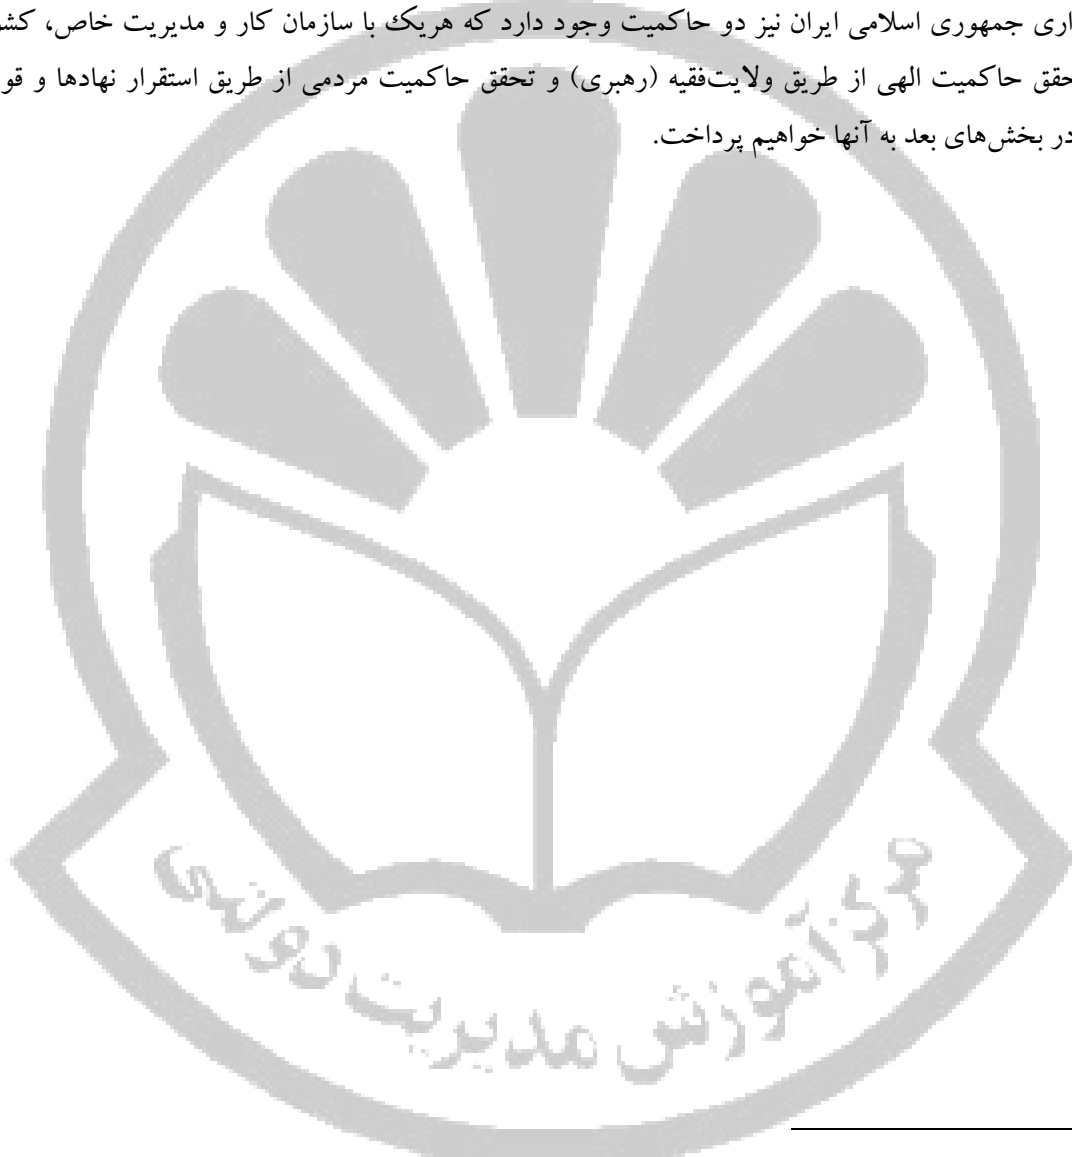 اری جمهوری اسلامی ایران نیز دو حاکمیت وجود دارد که هریک با سازمان کار و مدیریت خاص، کشو
حقق حاکمیت الهی از طریق ولایت‌فقیه (رهبری) و تحقق حاکمیت مردمی از طریق استقرار نهادها و قو
در بخش‌های بعد به آنها خواهیم پرداخت.
مرکز آموزش مدیریت دولتی